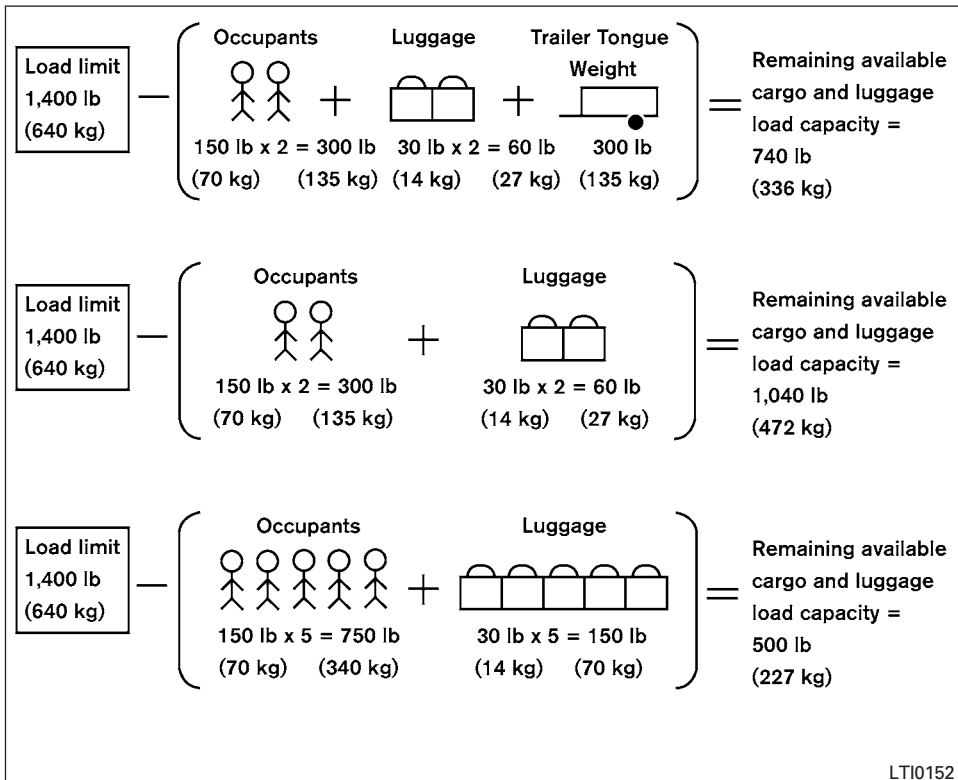 Load limit
1,400 lb
(640 kg)
Occupants
150 lb x 2 = 300 lb
(70 kg) (135 kg)
Luggage
30 lb x 2 = 60 lb
(14 kg) (27 kg)
Trailer Tongue
Weight
300 lb
(135 kg)
Remaining available
cargo and luggage
load capacity =
740 lb
(336 kg)
Load limit
1,400 lb
(640 kg)
Occupants
150 lb x 2 = 300 lb
(70 kg) (135 kg)
Luggage
30 lb x 2 = 60 lb
(14 kg) (27 kg)
Remaining available
cargo and luggage
load capacity =
1,040 lb
(472 kg)
Load limit
1,400 lb
(640 kg)
Occupants
150 lb x 5 = 750 lb
(70 kg) (340 kg)
Luggage
30 lb x 5 = 150 lb
(14 kg) (70 kg)
Remaining available
cargo and luggage
load capacity =
500 lb
(227 kg)
LTI0152